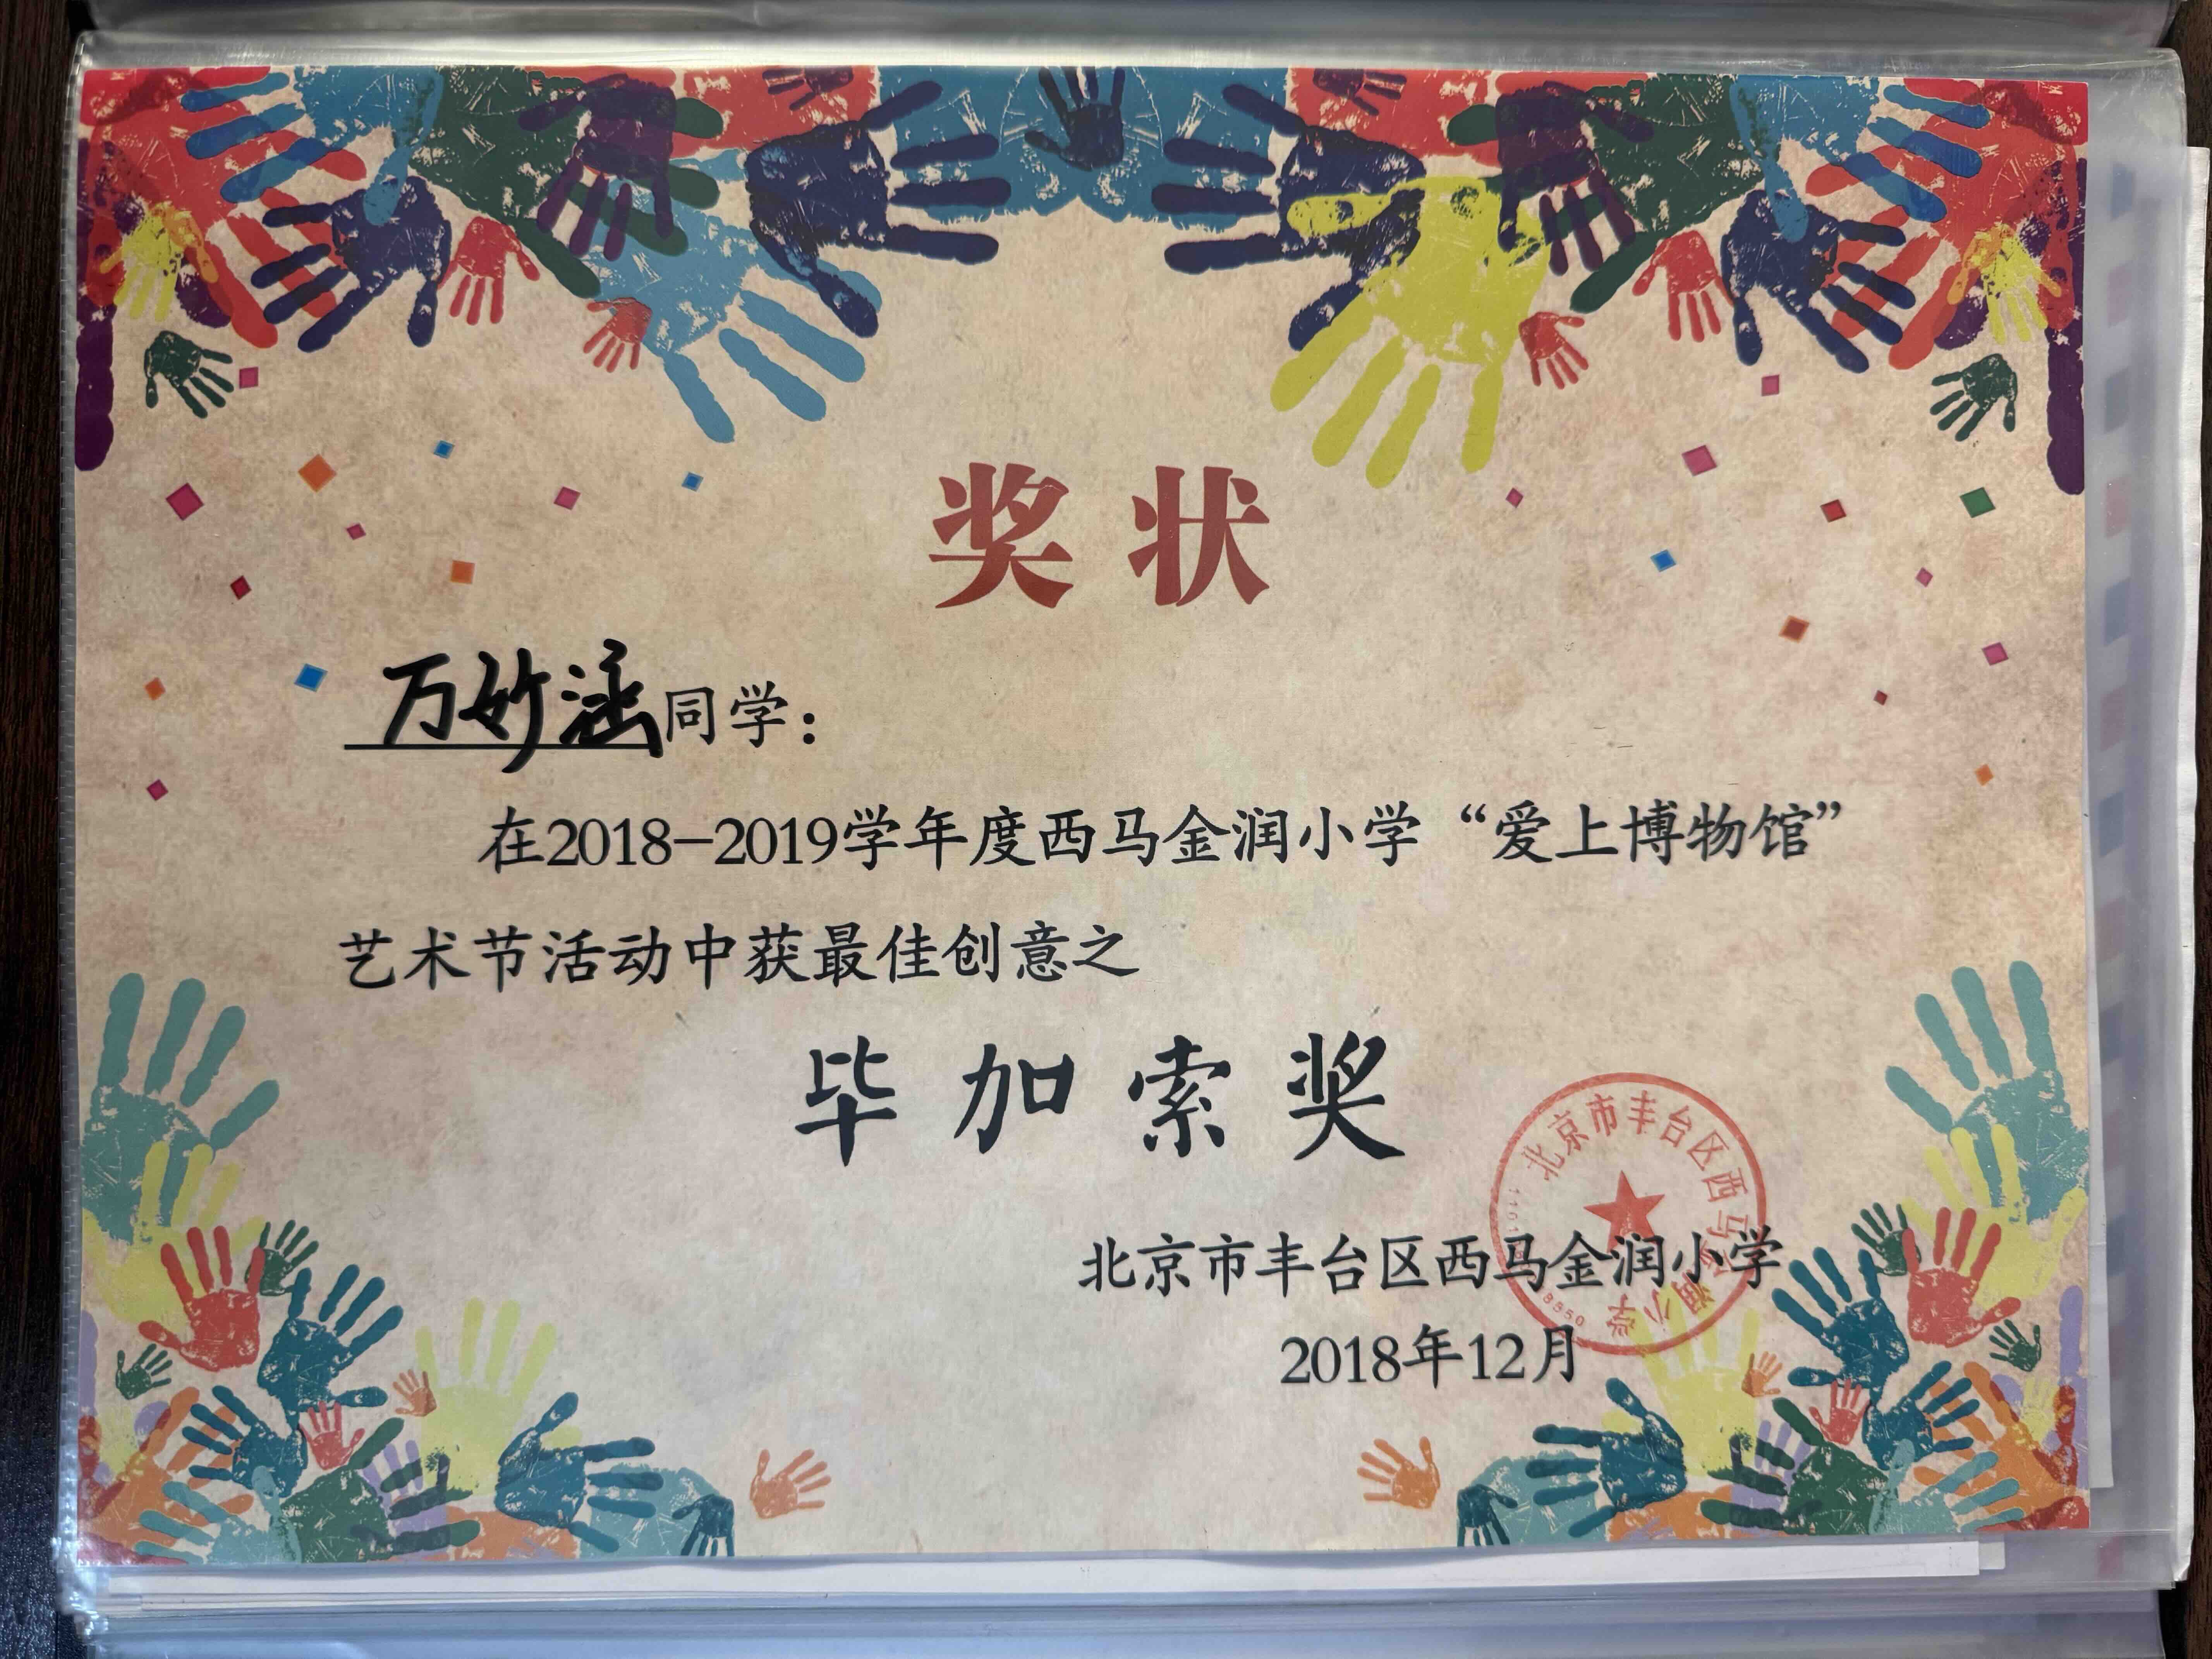 奖状
万妙涵同学：
在2018-2019学年度西马金润小学“爱上博物馆”
艺术节活动中获最佳创意之
毕加索奖
北京市丰台区西马金润小学
北京市丰台区西马金润小学
2018年12月